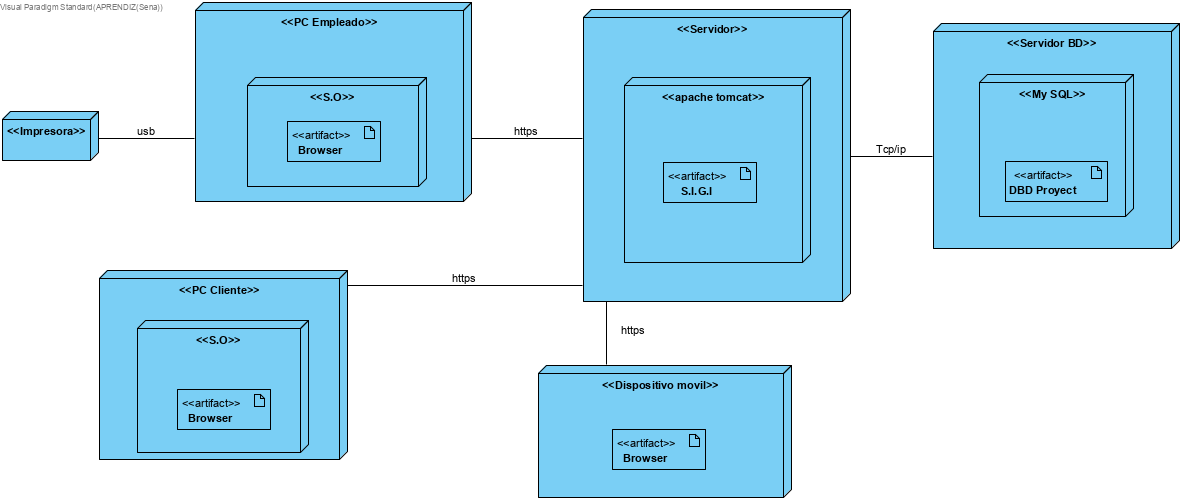 Visual Paradigm Standard(APRENDIZ(Sena))
<<PC Empleado>>
<<S.O>>
<<artifact>>
Browser
<<Impresora>>
usb
https
<<Servidor>>
<<apache tomcat>>
<<artifact>>
S.I.G.I
Tcp/ip
<<Servidor BD>>
<<My SQL>>
<<artifact>>
DBD Proyect
<<PC Cliente>>
<<S.O>>
<<artifact>>
Browser
https
https
<<Dispositivo movil>>
<<artifact>>
Browser